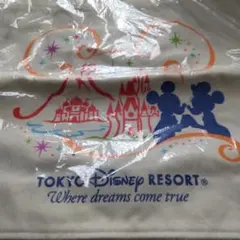 TOKYO DISNEY RESORT®
Where dreams come true